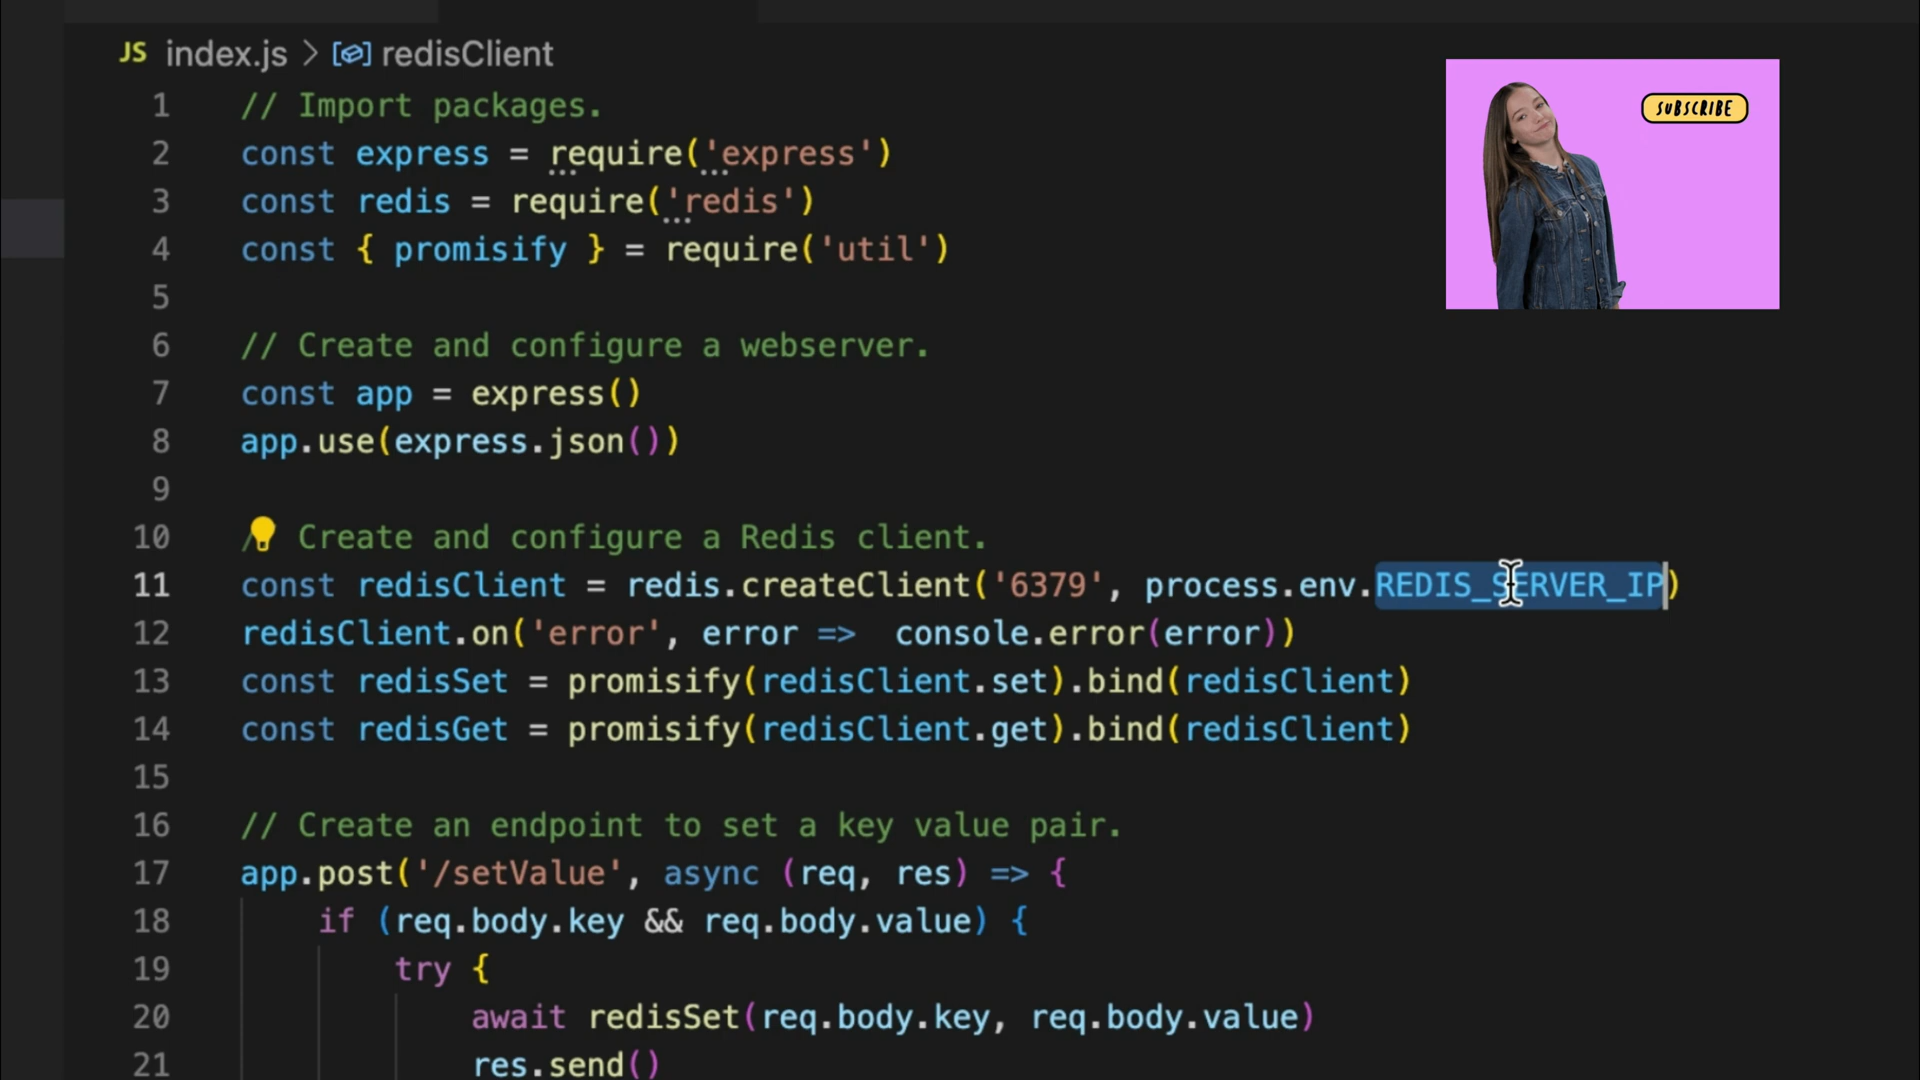 JS index.js > redisClient
SUBSCRIBE
1 // Import packages.
2 const express = require('express')
3 const redis = require('redis')
4 const { promisify } = require('util')
5
6 // Create and configure a webserver.
7 const app = express()
8 app.use(express.json())
9
10 / Create and configure a Redis client.
11 const redisClient = redis.createClient('6379', process.env.REDIS_SERVER_IP)
12 redisClient.on('error', error =>  console.error(error))
13 const redisSet = promisify(redisClient.set).bind(redisClient)
14 const redisGet = promisify(redisClient.get).bind(redisClient)
15
16 // Create an endpoint to set a key value pair.
17 app.post('/setValue', async (req, res) => {
18 if (req.body.key && req.body.value) {
19 try {
20 await redisSet(req.body.key, req.body.value)
21 res.send()